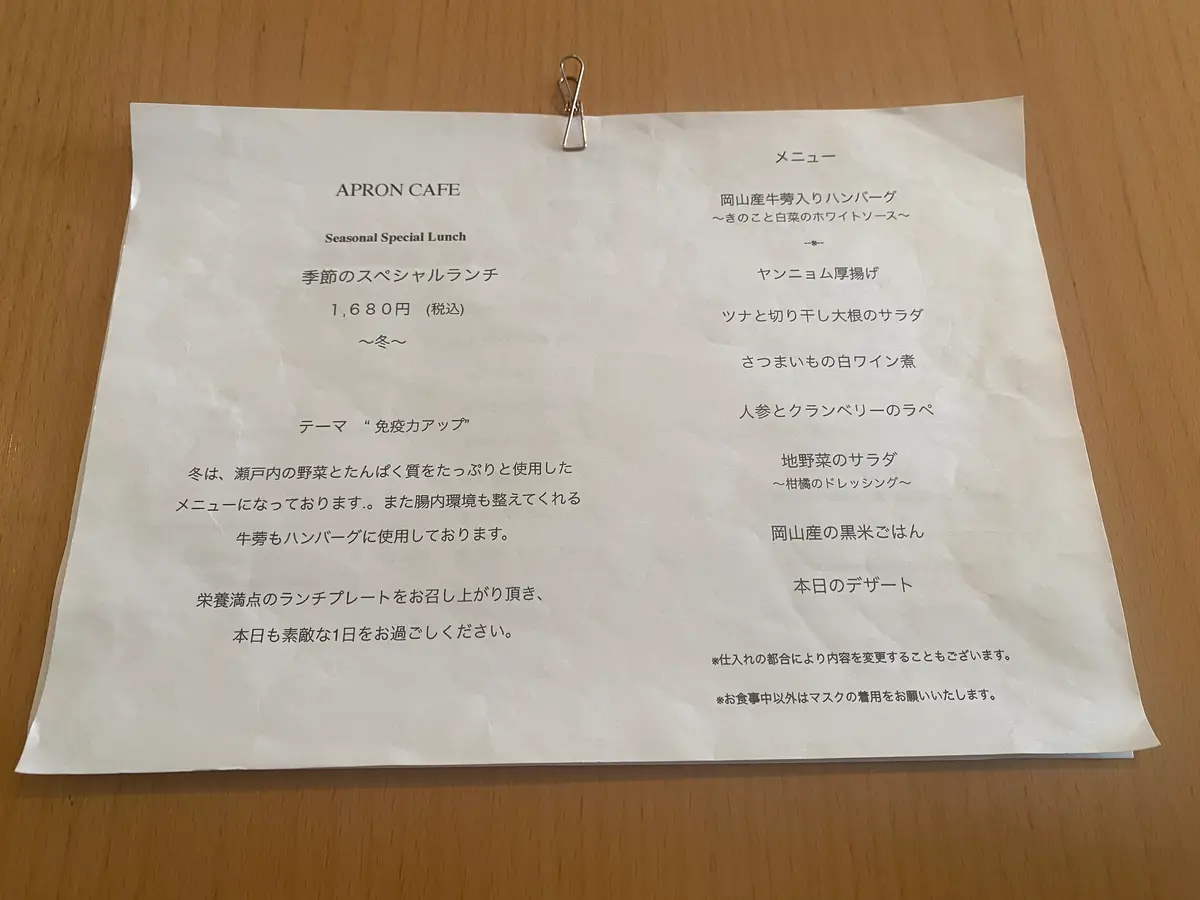 APRON CAFE
Seasonal Special Lunch
季節のスペシャルランチ
1,680円 (税込)
〜冬〜
テーマ “ 免疫力アップ”
冬は、瀬戸内の野菜とたんぱく質をたっぷりと使用した
メニューになっております.。また腸内環境も整えてくれる
牛蒡もハンバーグに使用しております。
栄養満点のランチプレートをお召し上がり頂き、
本日も素敵な1日をお過ごしください。
メニュー
岡山産牛蒡入りハンバーグ
〜きのこと白菜のホワイトソース〜
ヤンニョム厚揚げ
ツナと切り干し大根のサラダ
さつまいもの白ワイン煮
人参とクランベリーのラペ
地野菜のサラダ
〜柑橘のドレッシング〜
岡山産の黒米ごはん
本日のデザート
※仕入れの都合により内容を変更することもございます。
※お食事中以外はマスクの着用をお願いいたします。